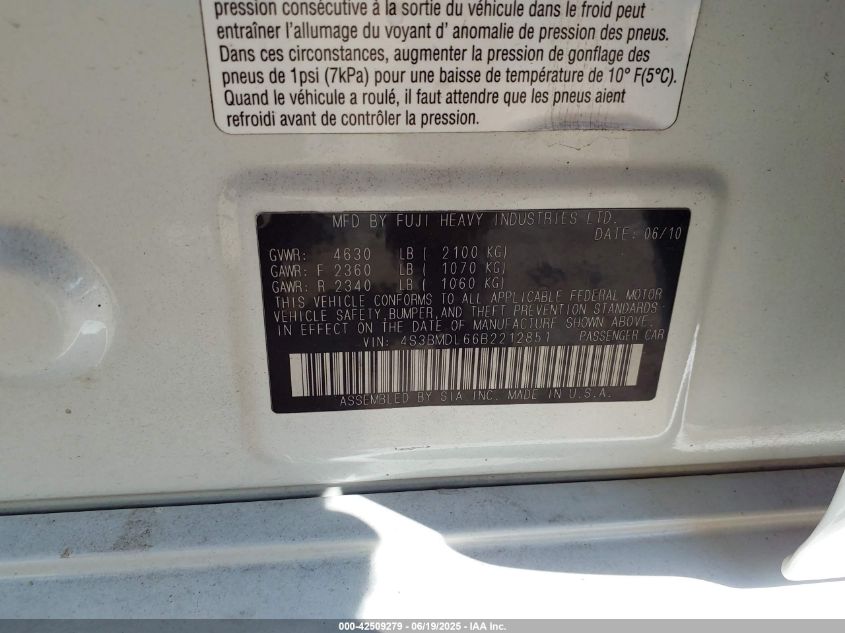 pression consécutive à la sortie du véhicule dans le froid peut
entraîner l'allumage du voyant d' anomalie de pression des pneus.
Dans ces circonstances, augmenter la pression de gonflage des
pneus de 1psi (7kPa) pour une baisse de température de 10° F(5°C).
Quand le véhicule a roulé, il faut attendre que les pneus aient
refroidi avant de contrôler la pression.
MFD BY FUJI HEAVY INDUSTRIES LTD.
DATE: 06/10
GVWR: 4630 LB ( 2100 KG)
GAWR: F 2360 LB ( 1070 KG)
GAWR: R 2340 LB ( 1060 KG)
THIS VEHICLE CONFORMS TO ALL APPLICABLE FEDERAL MOTOR
VEHICLE SAFETY, BUMPER, AND THEFT PREVENTION STANDARDS
IN EFFECT ON THE DATE OF MANUFACTURE SHOWN ABOVE.
VIN: 4S3BMDL66B2212851 PASSENGER CAR
ASSEMBLED BY SIA INC. MADE IN U.S.A.
000-42509279 - 06/19/2025 - IAA Inc.